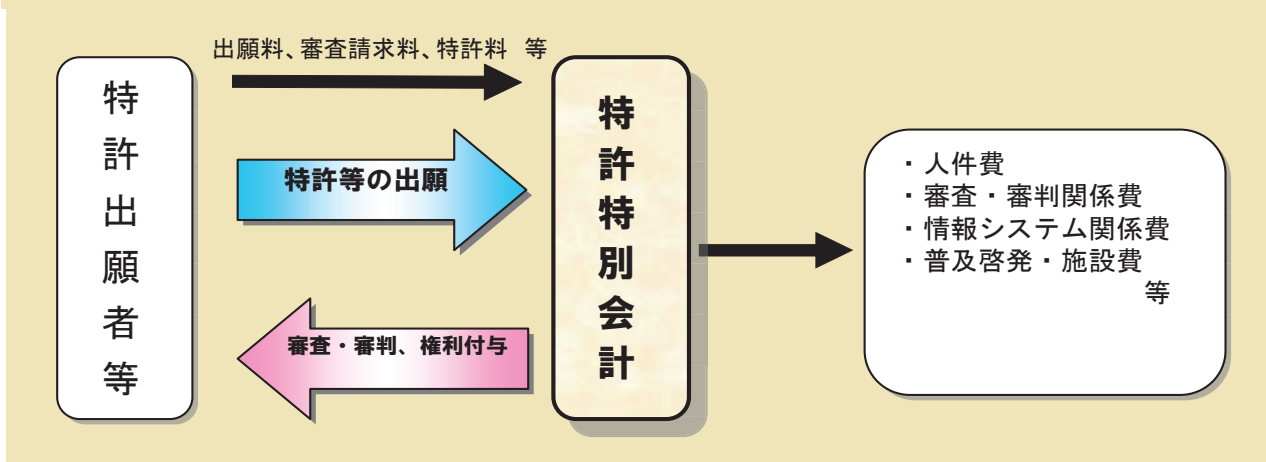 出願料、審査請求料、特許料 等
特許出願者等
特許等の出願
審査・審判、権利付与
特許特別会計
・人件費
・審査・審判関係費
・情報システム関係費
・普及啓発・施設費
等